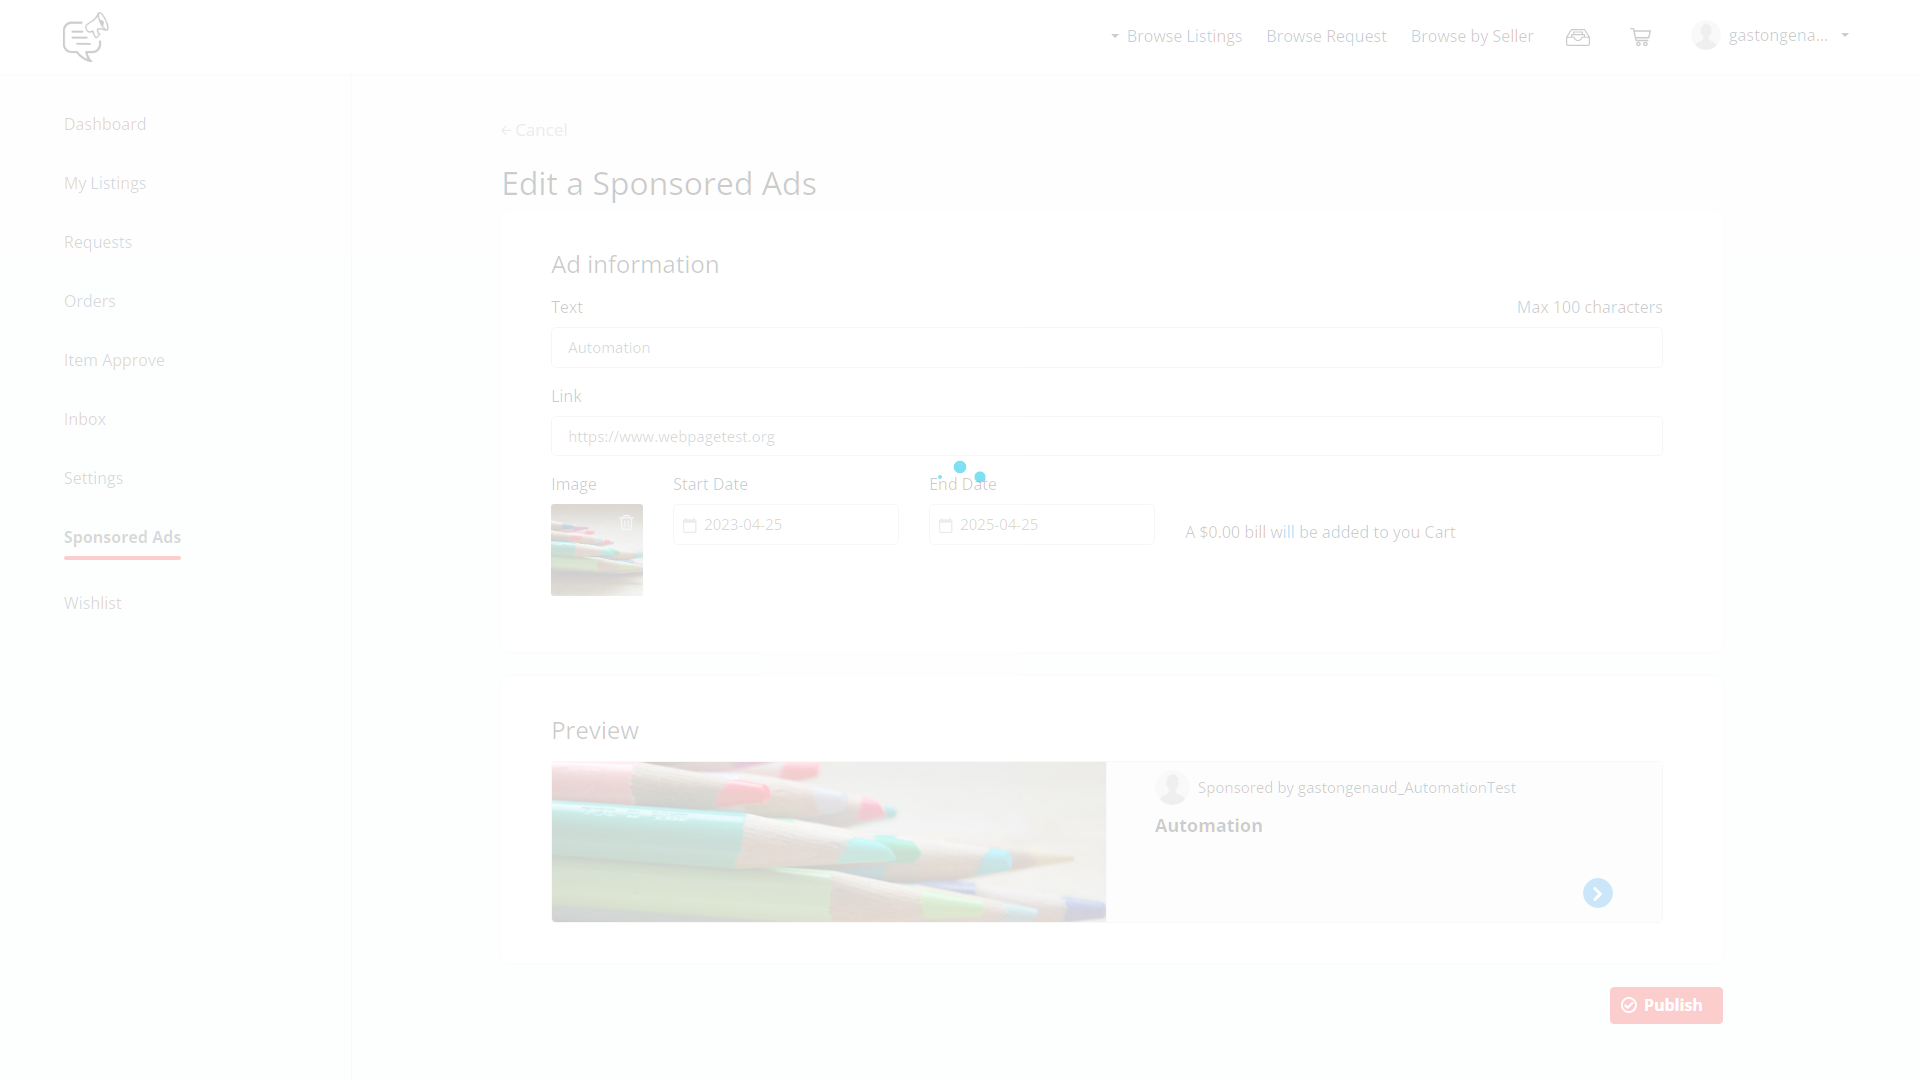 Browse Listings Browse Request Browse by Seller gastongena...
Dashboard
My Listings
Requests
Orders
Item Approve
Inbox
Settings
Sponsored Ads
Wishlist
Cancel
Edit a Sponsored Ads
Ad information
Text Max 100 characters
Automation
Link
https://www.webpagetest.org
Image Start Date End Date
2023-04-25 2025-04-25 A $0.00 bill will be added to you Cart
Preview
Sponsored by gastongenaud_AutomationTest
Automation
Publish